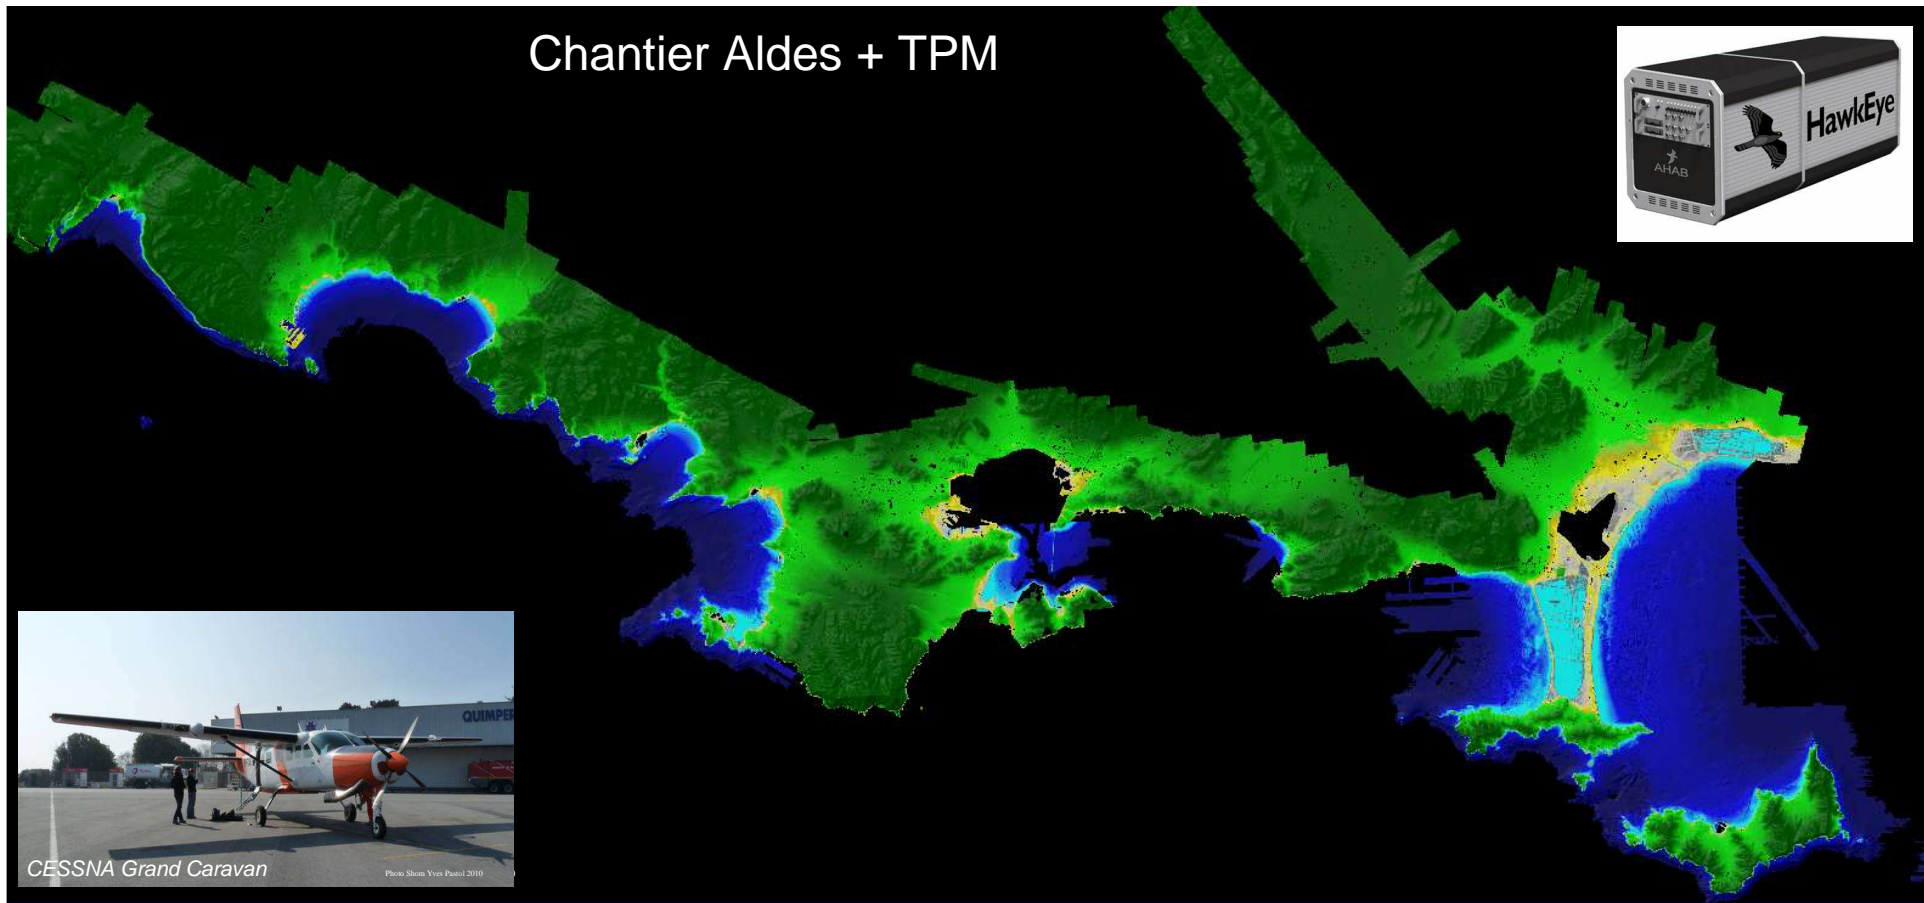 Chantier Aldes + TPM
HawkEye
AHAB
QUIMPER
CESSNA Grand Caravan
Photo Shom Yves Pastol 2010